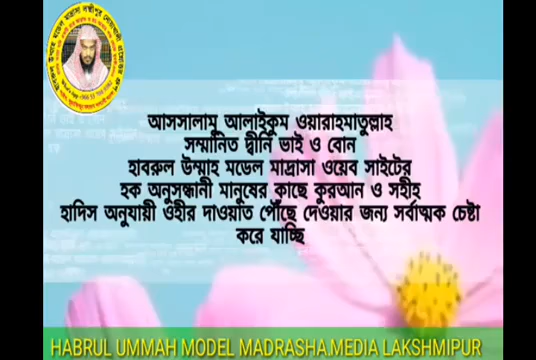 আসসালামু আলাইকুম ওয়ারাহমাতুল্লাহ
সম্মানিত দ্বীনি ভাই ও বোন
হাবরুল উম্মাহ মডেল মাদ্রাসা ওয়েব সাইটের
হক অনুসন্ধানী মানুষের কাছে কুরআন ও সহীহ
হাদিস অনুযায়ী ওহীর দাওয়াত পৌঁছে দেওয়ার জন্য সর্বাত্মক চেষ্টা
করে যাচ্ছি
HABRUL UMMAH MODEL MADRASHA.MEDIA LAKSHMIPUR